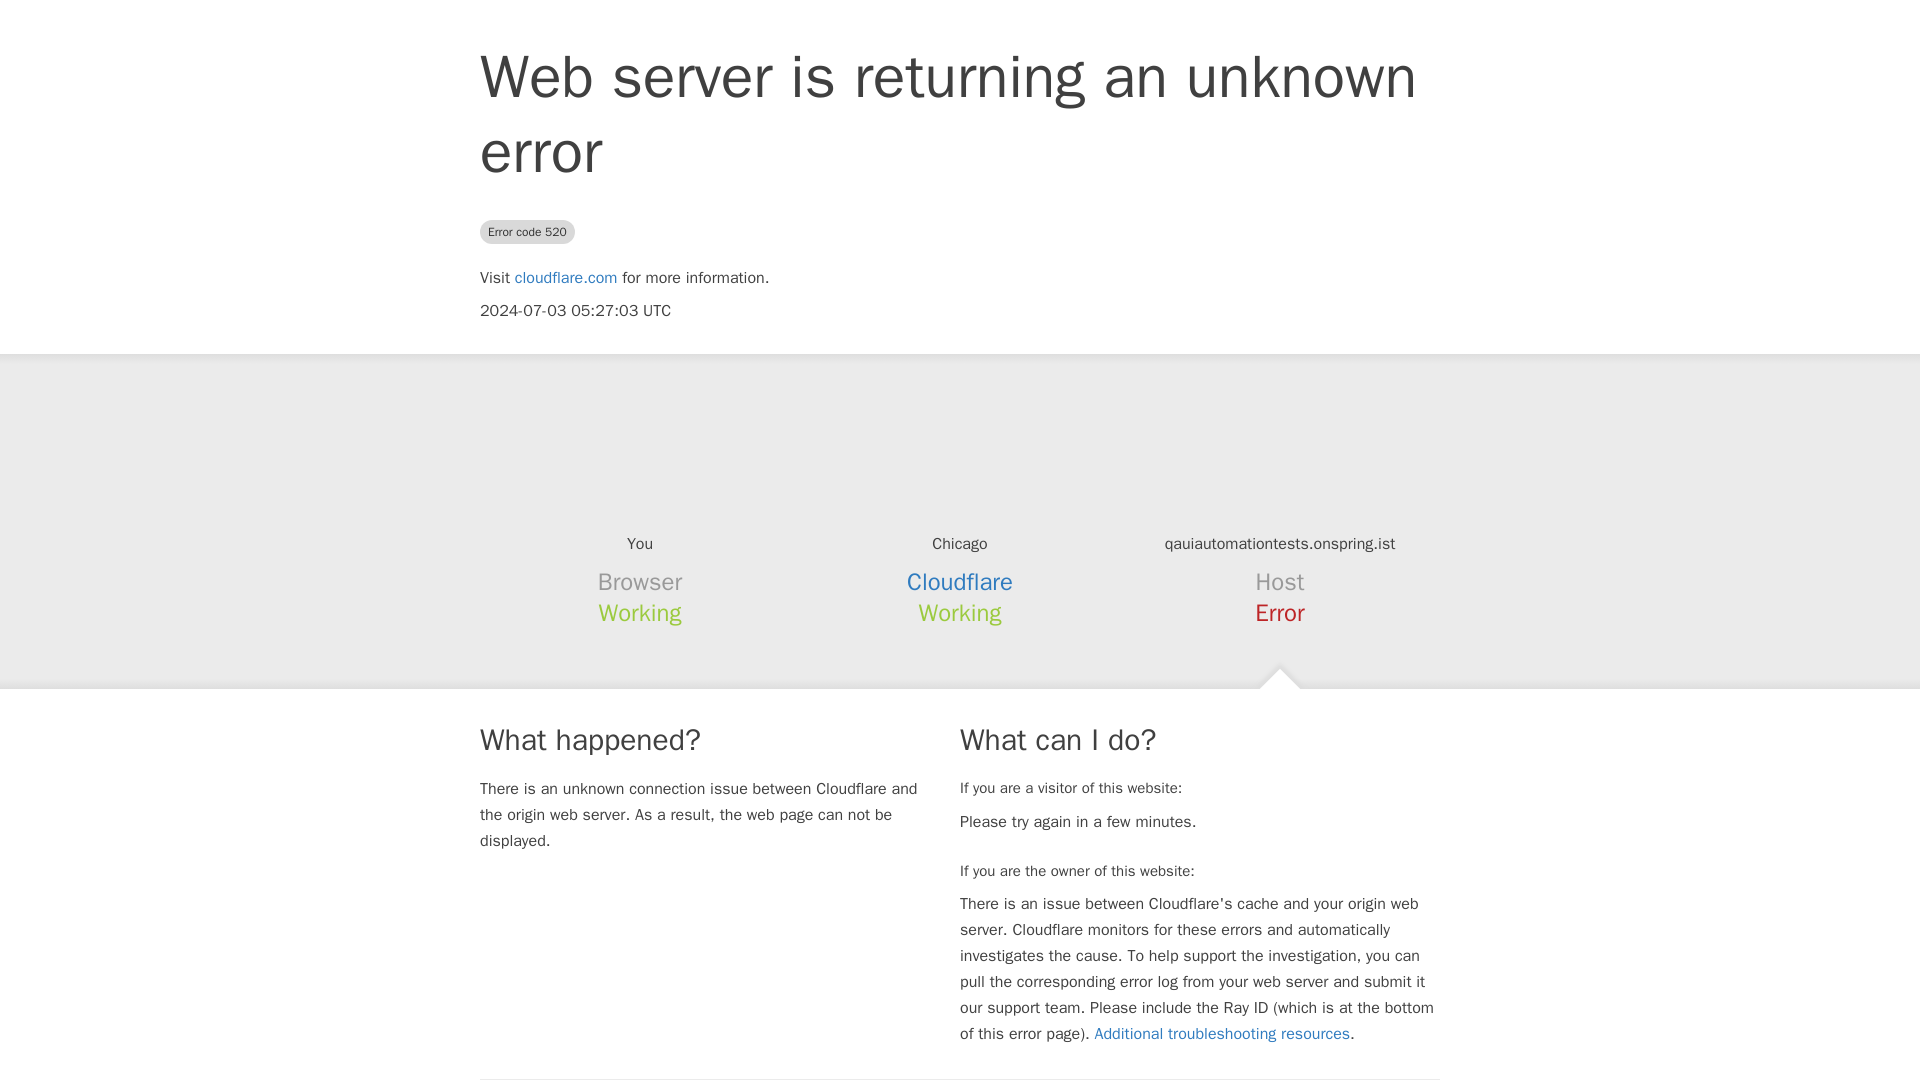 Web server is returning an unknown
error
Error code 520
Visit cloudflare.com for more information.
2024-07-03 05:27:03 UTC
You
Browser
Working
Chicago
Cloudflare
Working
qauiautomationtests.onspring.ist
Host
Error
What happened?
There is an unknown connection issue between Cloudflare and
the origin web server. As a result, the web page can not be
displayed.
What can I do?
If you are a visitor of this website:
Please try again in a few minutes.
If you are the owner of this website:
There is an issue between Cloudflare's cache and your origin web
server. Cloudflare monitors for these errors and automatically
investigates the cause. To help support the investigation, you can
pull the corresponding error log from your web server and submit it
our support team. Please include the Ray ID (which is at the bottom
of this error page). Additional troubleshooting resources.